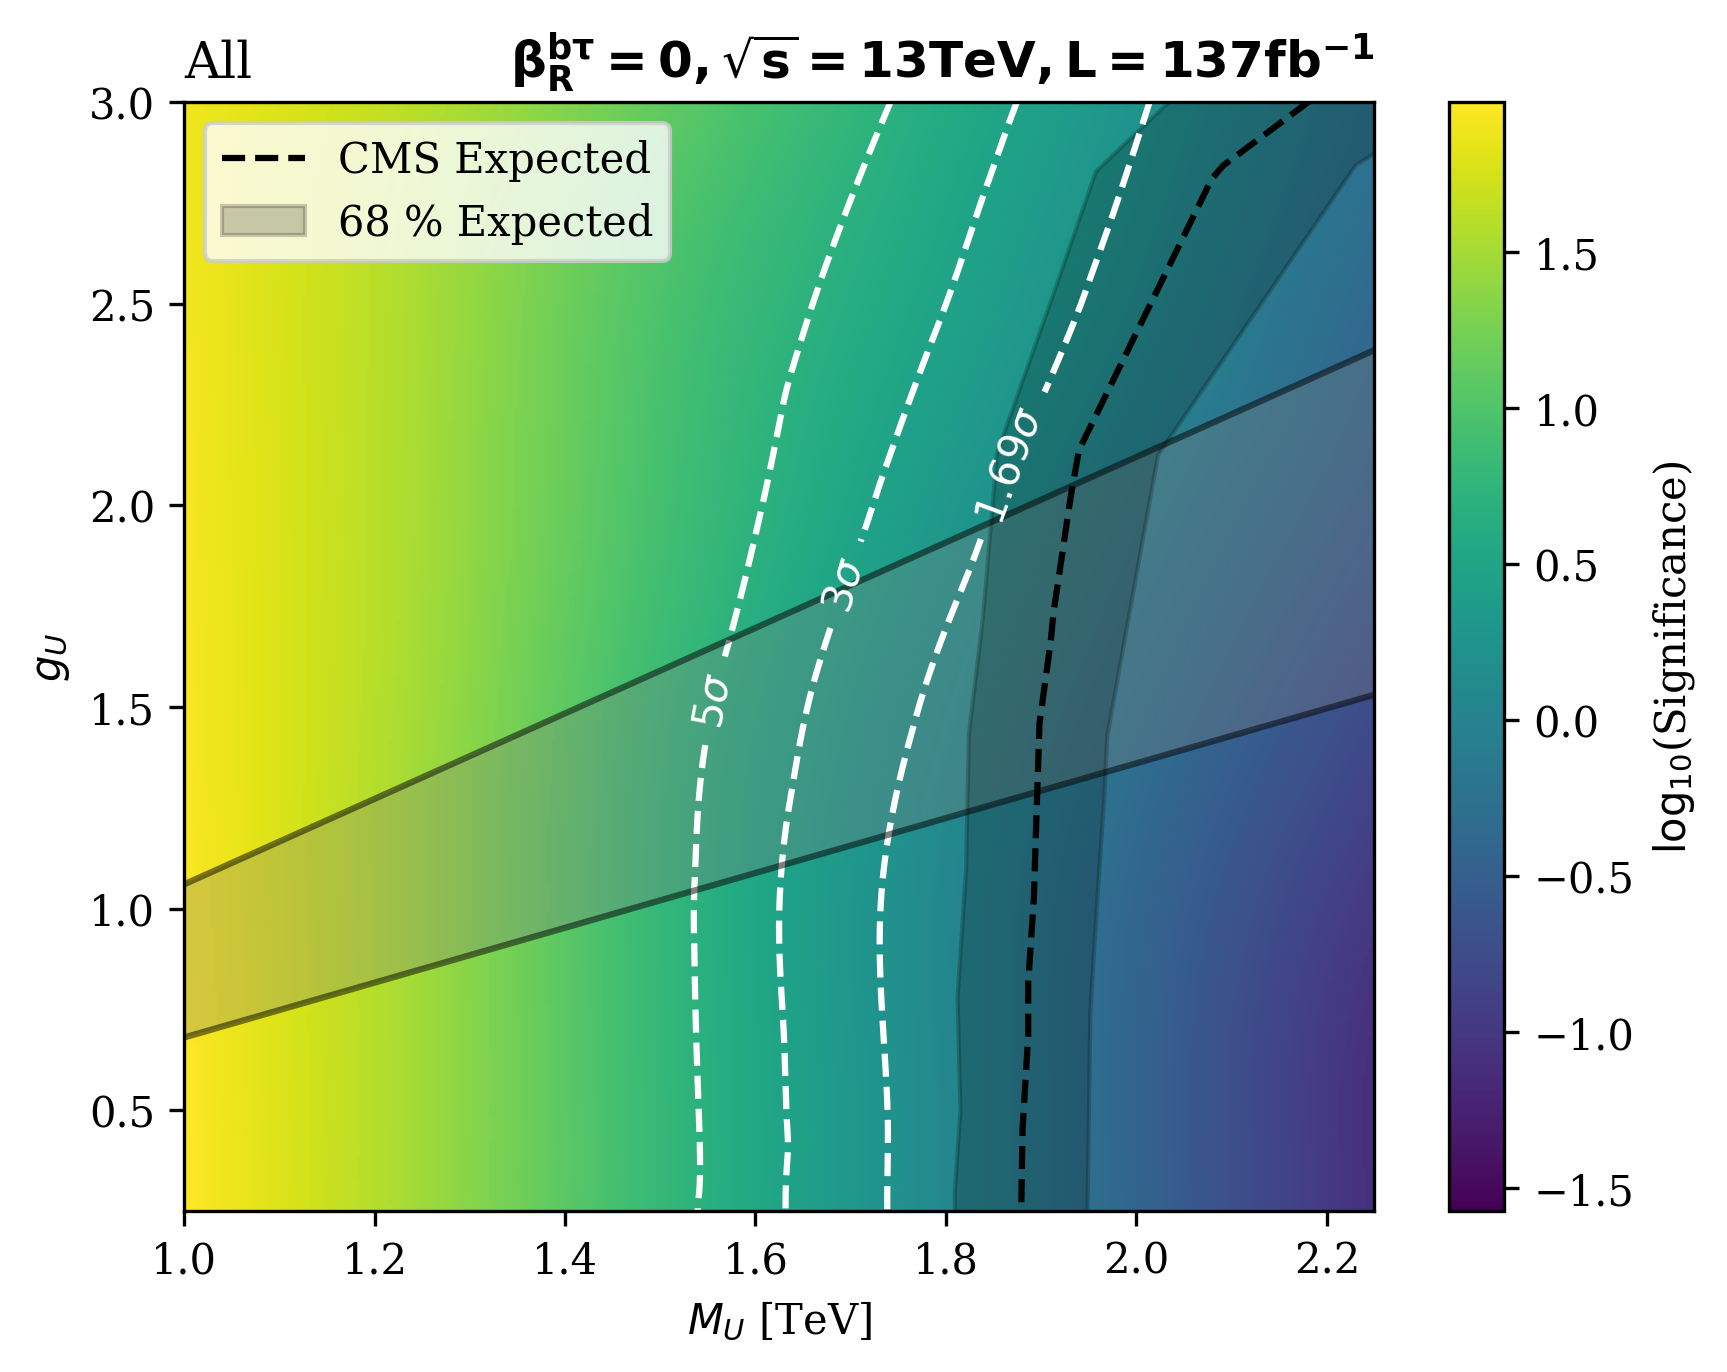 All
β_R^{bτ} = 0, √s = 13TeV, L = 137fb⁻¹
CMS Expected
68 % Expected
3.0
2.5
2.0
1.5
1.0
0.5
g_U
5σ
3σ
1.69σ
1.0 1.2 1.4 1.6 1.8 2.0 2.2
M_U [TeV]
1.5
1.0
0.5
0.0
−0.5
−1.0
−1.5
log₁₀(Significance)